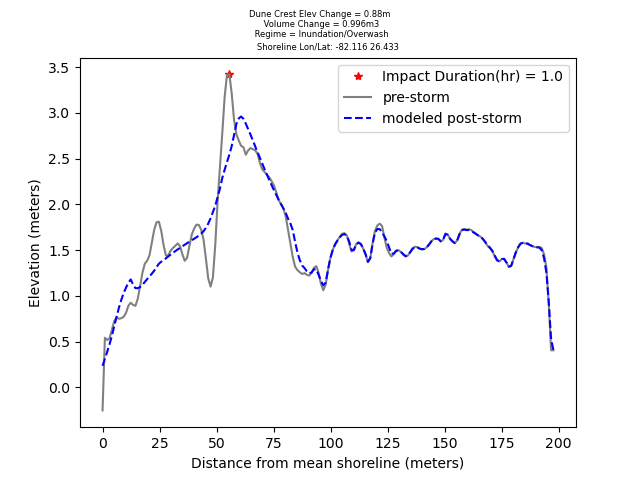 Dune Crest Elev Change = 0.88m
Volume Change = 0.996m3
Regime = Inundation/Overwash
Shoreline Lon/Lat: -82.116 26.433
Impact Duration(hr) = 1.0
pre-storm
modeled post-storm
3.5
3.0
2.5
2.0
1.5
1.0
0.5
0.0
Elevation (meters)
0 25 50 75 100 125 150 175 200
Distance from mean shoreline (meters)